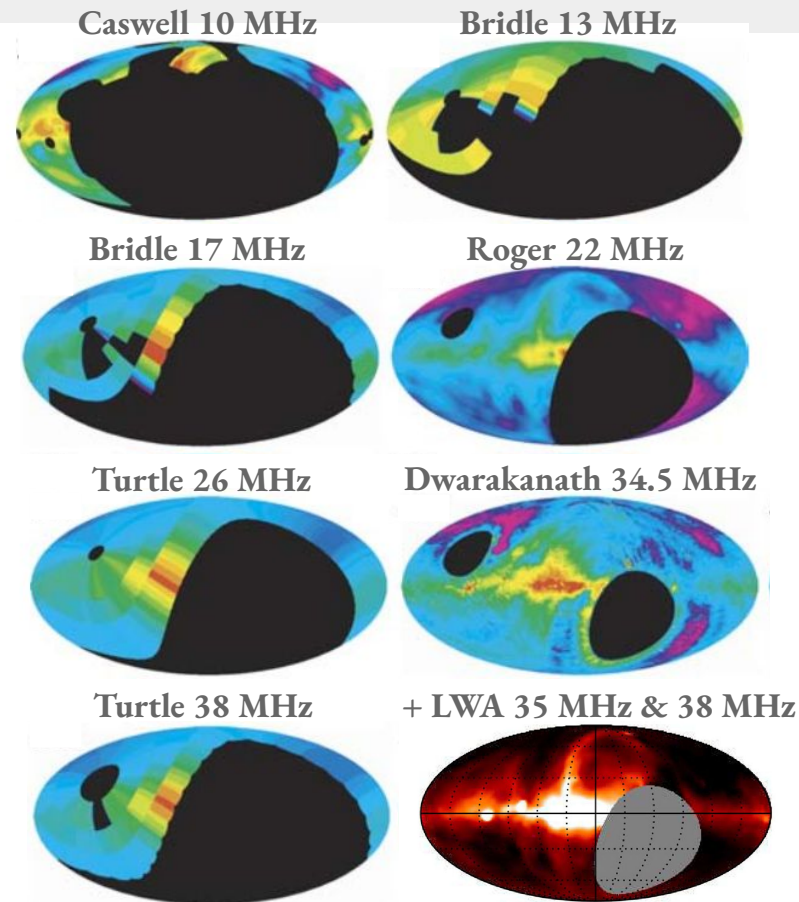 Caswell 10 MHz
Bridle 13 MHz
Bridle 17 MHz
Roger 22 MHz
Turtle 26 MHz
Dwarakanath 34.5 MHz
Turtle 38 MHz
+ LWA 35 MHz & 38 MHz